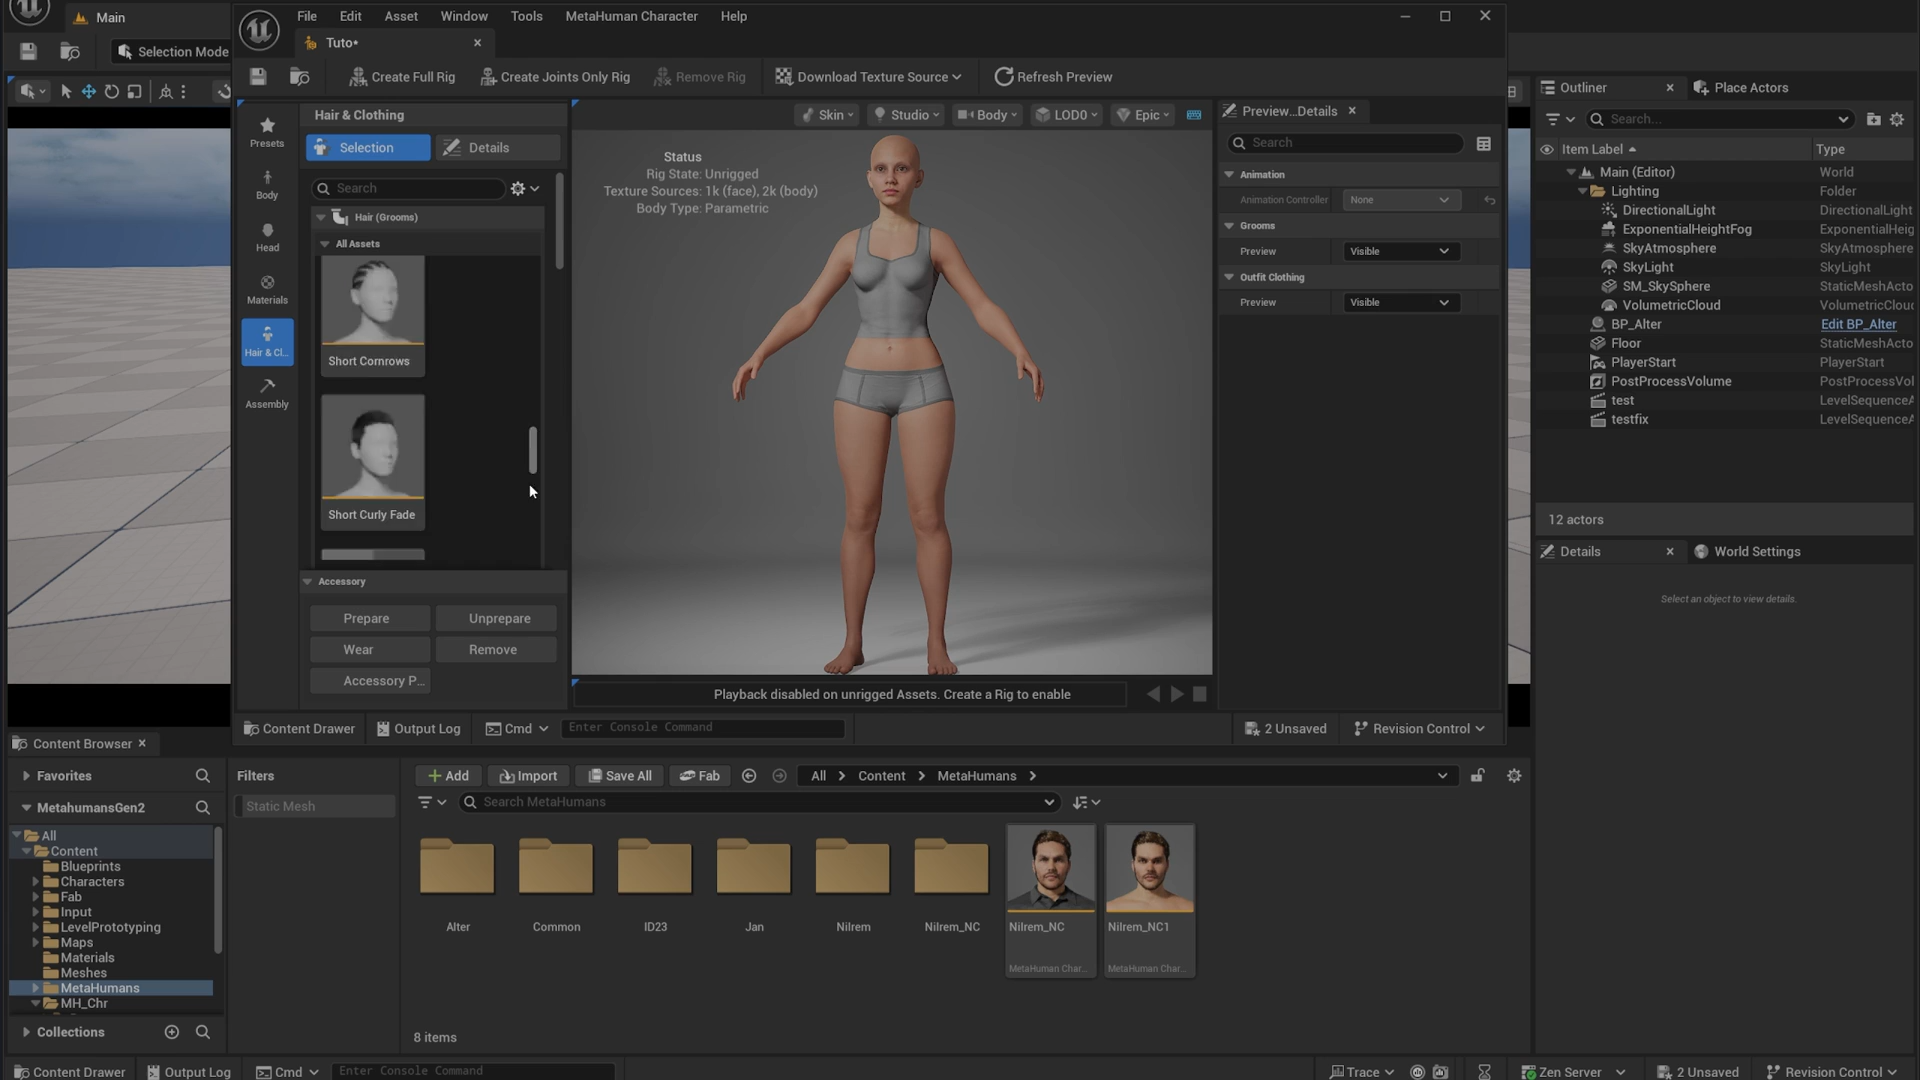 Main
File
Edit
Asset
Window
Tools
MetaHuman Character
Help
Tuto*
Selection Mode
Create Full Rig
Create Joints Only Rig
Remove Rig
Download Texture Source
Refresh Preview
Presets
Body
Head
Materials
Hair & Cl...
Assembly
Hair & Clothing
Selection
Details
Search
Hair (Grooms)
All Assets
Short Cornrows
Short Curly Fade
Accessory
Prepare
Unprepare
Wear
Remove
Accessory P...
Skin
Studio
Body
LOD0
Epic
Status
Rig State: Unrigged
Texture Sources: 1k (face), 2k (body)
Body Type: Parametric
Playback disabled on unrigged Assets. Create a Rig to enable
Preview...Details
Search
Animation
Animation Controller
None
Grooms
Preview
Visible
Outfit Clothing
Preview
Visible
Content Drawer
Output Log
Cmd
Enter Console Command
2 Unsaved
Revision Control
Outliner
Place Actors
Search...
Item Label
Type
Main (Editor)
World
Lighting
Folder
DirectionalLight
DirectionalLight
ExponentialHeightFog
ExponentialHeig
SkyAtmosphere
SkyAtmosphere
SkyLight
SkyLight
SM_SkySphere
StaticMeshActo
VolumetricCloud
VolumetricClou
BP_Alter
Edit BP_Alter
Floor
StaticMeshActo
PlayerStart
PlayerStart
PostProcessVolume
PostProcessVol
test
LevelSequenceA
testfix
LevelSequenceA
12 actors
Details
World Settings
Select an object to view details.
Content Browser
Favorites
MetahumansGen2
All
Content
Blueprints
Characters
Fab
Input
LevelPrototyping
Maps
Materials
Meshes
MetaHumans
MH_Chr
Collections
Filters
Static Mesh
Add
Import
Save All
Fab
All
Content
MetaHumans
Search MetaHumans
Alter
Common
ID23
Jan
Nilrem
Nilrem_NC
Nilrem_NC
MetaHuman Char...
Nilrem_NC1
MetaHuman Char...
8 items
Content Drawer
Output Log
Cmd
Enter Console Command
Trace
Zen Server
2 Unsaved
Revision Control